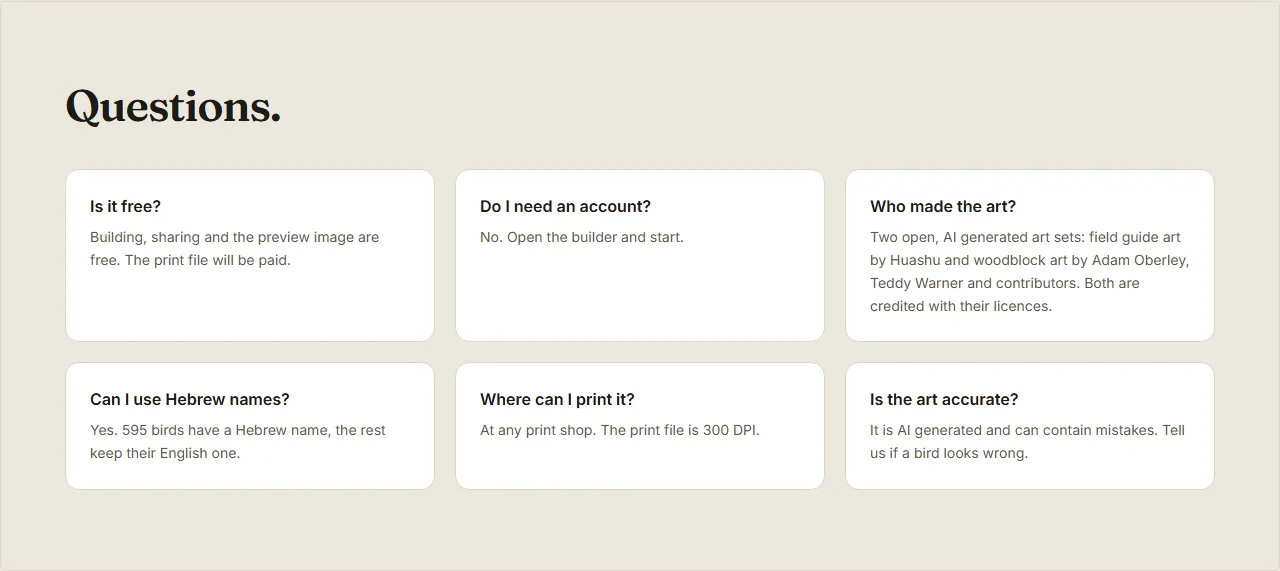 Questions.
Is it free?
Building, sharing and the preview image are
free. The print file will be paid.
Do I need an account?
No. Open the builder and start.
Who made the art?
Two open, AI generated art sets: field guide art
by Huashu and woodblock art by Adam Oberley,
Teddy Warner and contributors. Both are
credited with their licences.
Can I use Hebrew names?
Yes. 595 birds have a Hebrew name, the rest
keep their English one.
Where can I print it?
At any print shop. The print file is 300 DPI.
Is the art accurate?
It is AI generated and can contain mistakes. Tell
us if a bird looks wrong.